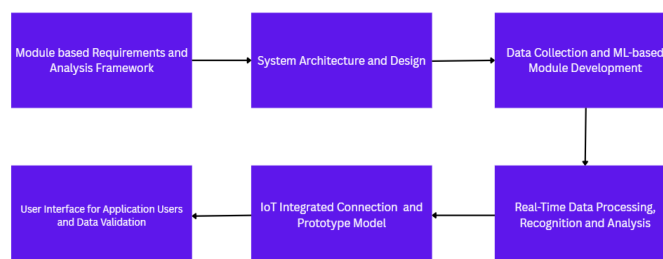 Module based Requirements and
Analysis Framework
System Architecture and Design
Data Collection and ML-based
Module Development
Real-Time Data Processing,
Recognition and Analysis
IoT Integrated Connection and
Prototype Model
User Interface for Application Users
and Data Validation